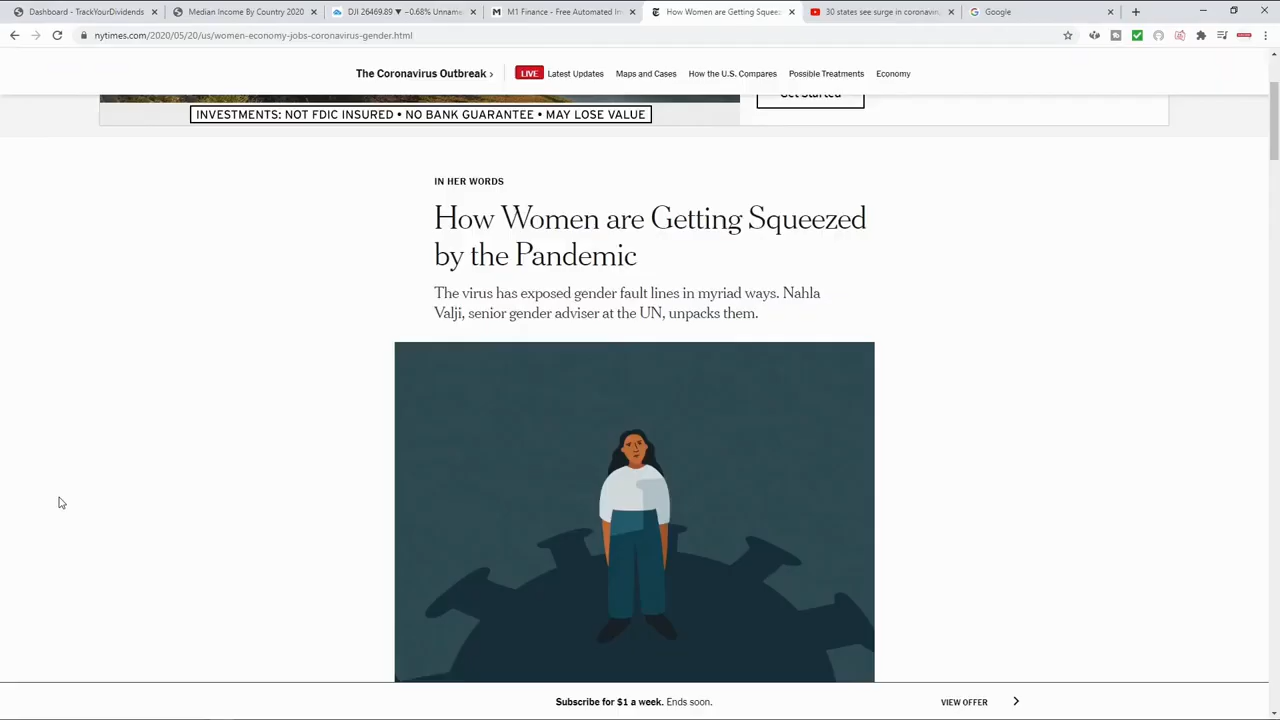 Dashboard - TrackYourDividends
Median Income By Country 2020
DJI 26469.89 ▼ −0.68% Unnam
M1 Finance - Free Automated In
How Women are Getting Squeez
30 states see surge in coronavirus
Google
nytimes.com/2020/05/20/us/women-economy-jobs-coronavirus-gender.html
The Coronavirus Outbreak ›
LIVE Latest Updates Maps and Cases How the U.S. Compares Possible Treatments Economy
Get Started
INVESTMENTS: NOT FDIC INSURED • NO BANK GUARANTEE • MAY LOSE VALUE
IN HER WORDS
How Women are Getting Squeezed
by the Pandemic
The virus has exposed gender fault lines in myriad ways. Nahla
Valji, senior gender adviser at the UN, unpacks them.
Subscribe for $1 a week. Ends soon.
VIEW OFFER